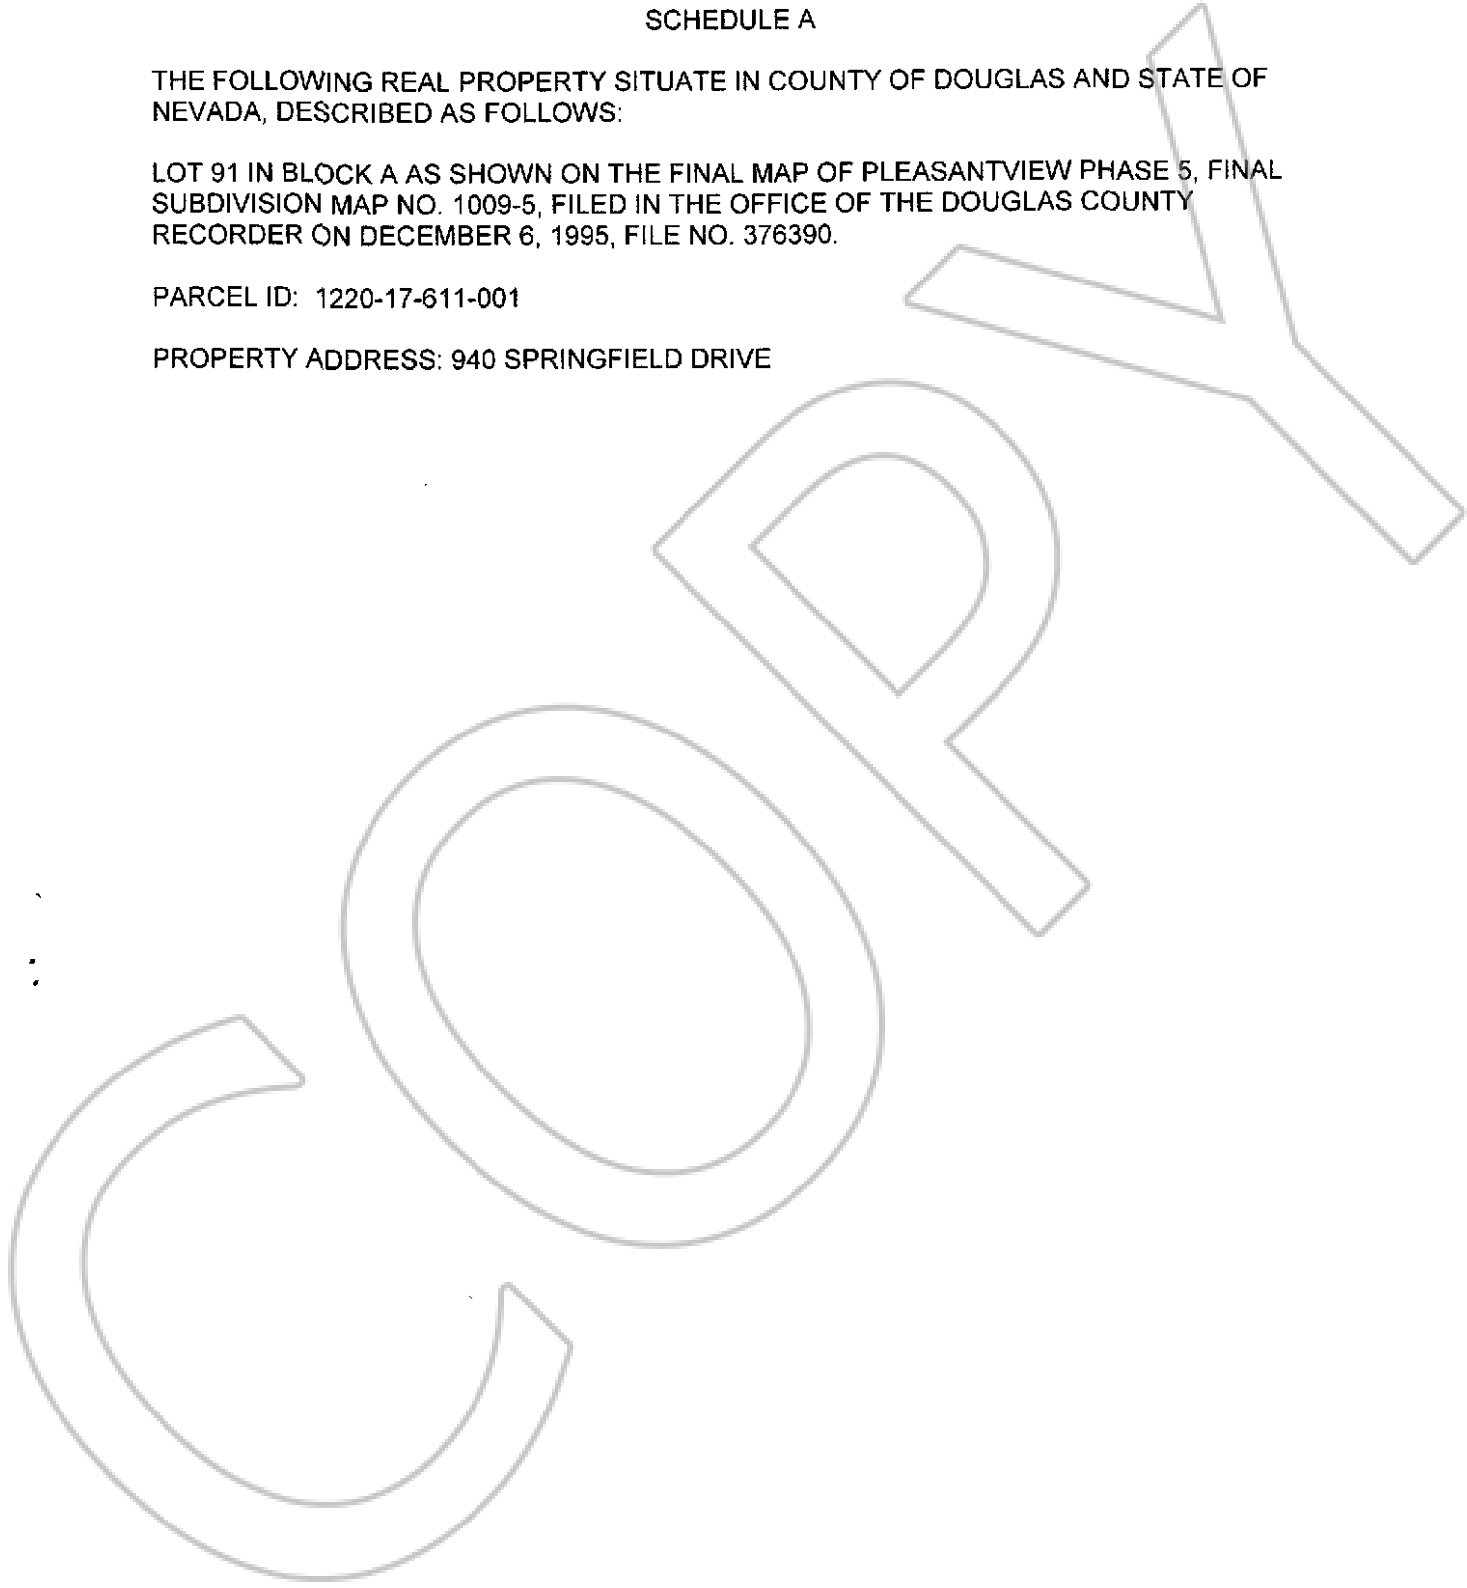 SCHEDULE A
THE FOLLOWING REAL PROPERTY SITUATE IN COUNTY OF DOUGLAS AND STATE OF
NEVADA, DESCRIBED AS FOLLOWS:
LOT 91 IN BLOCK A AS SHOWN ON THE FINAL MAP OF PLEASANTVIEW PHASE 5, FINAL
SUBDIVISION MAP NO. 1009-5, FILED IN THE OFFICE OF THE DOUGLAS COUNTY
RECORDER ON DECEMBER 6, 1995, FILE NO. 376390.
PARCEL ID: 1220-17-611-001
PROPERTY ADDRESS: 940 SPRINGFIELD DRIVE
COPY